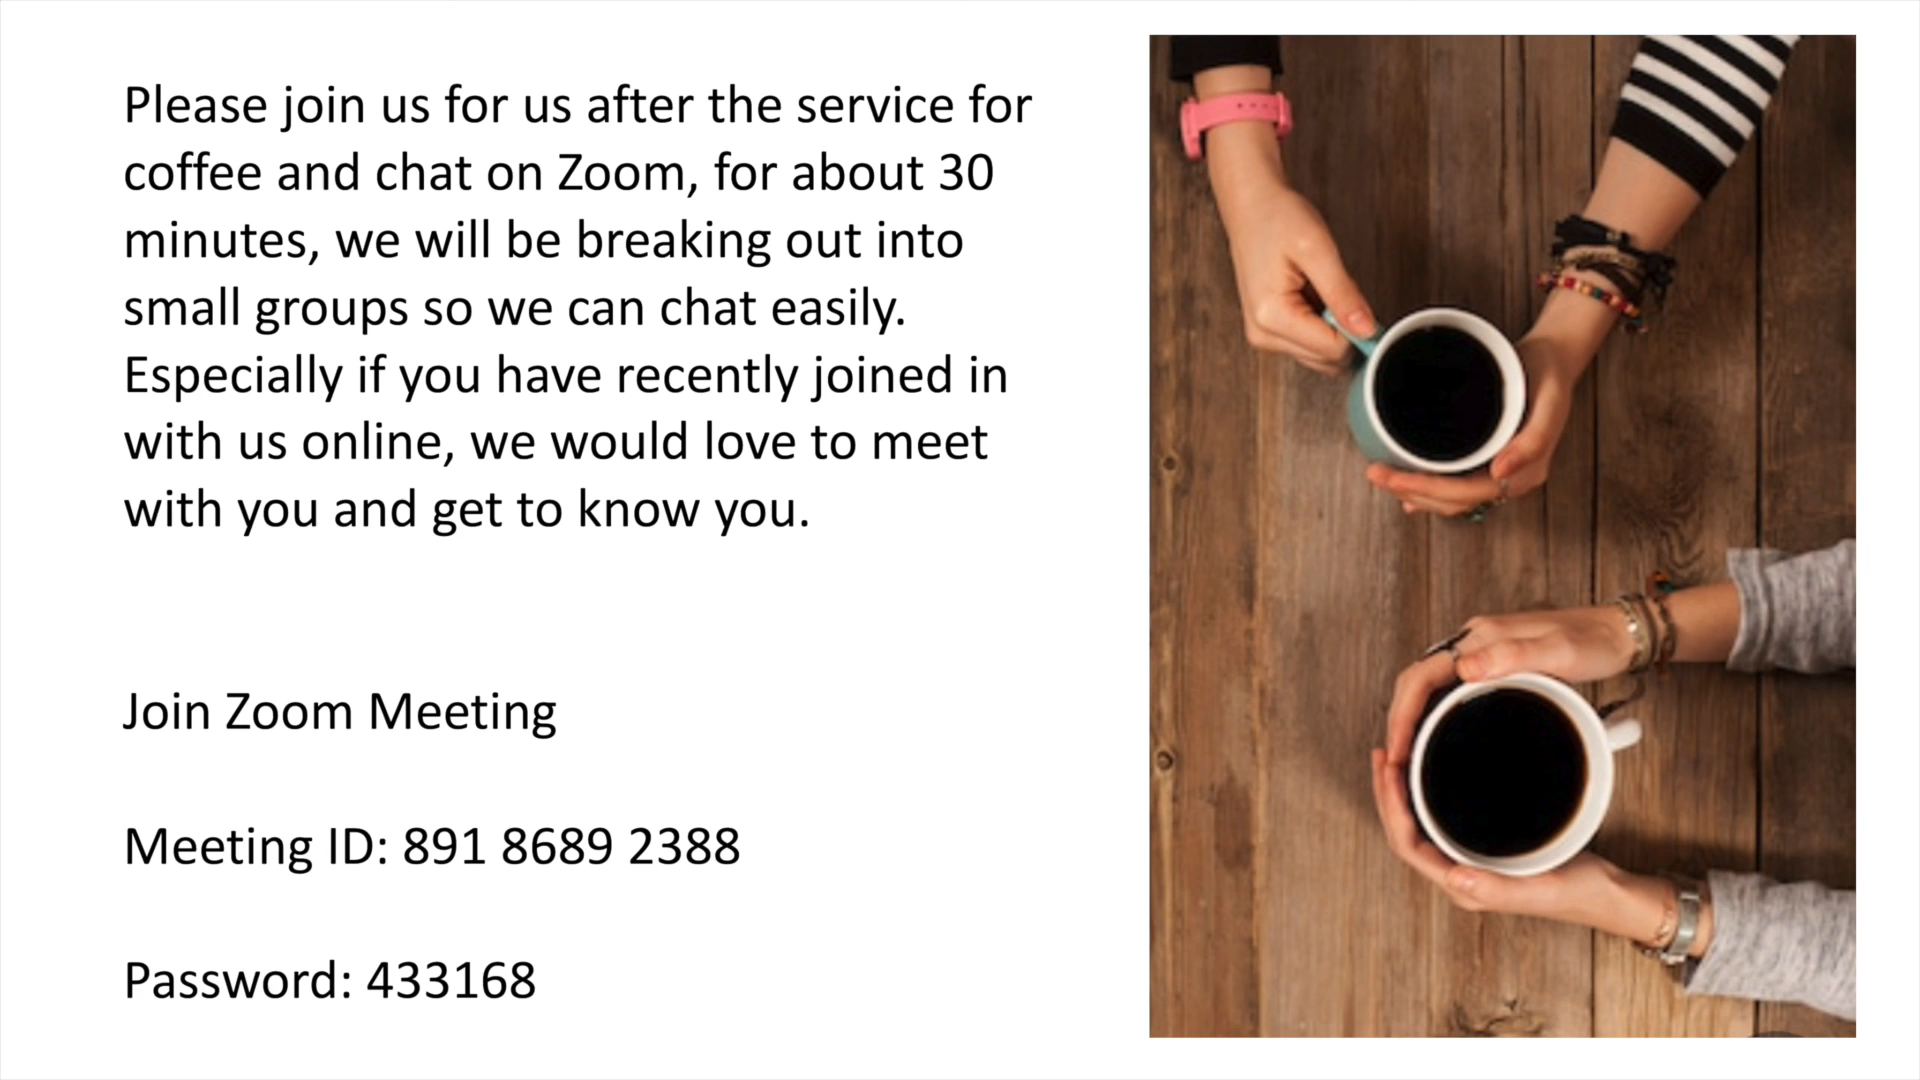 Please join us for us after the service for
coffee and chat on Zoom, for about 30
minutes, we will be breaking out into
small groups so we can chat easily.
Especially if you have recently joined in
with us online, we would love to meet
with you and get to know you.
Join Zoom Meeting
Meeting ID: 891 8689 2388
Password: 433168